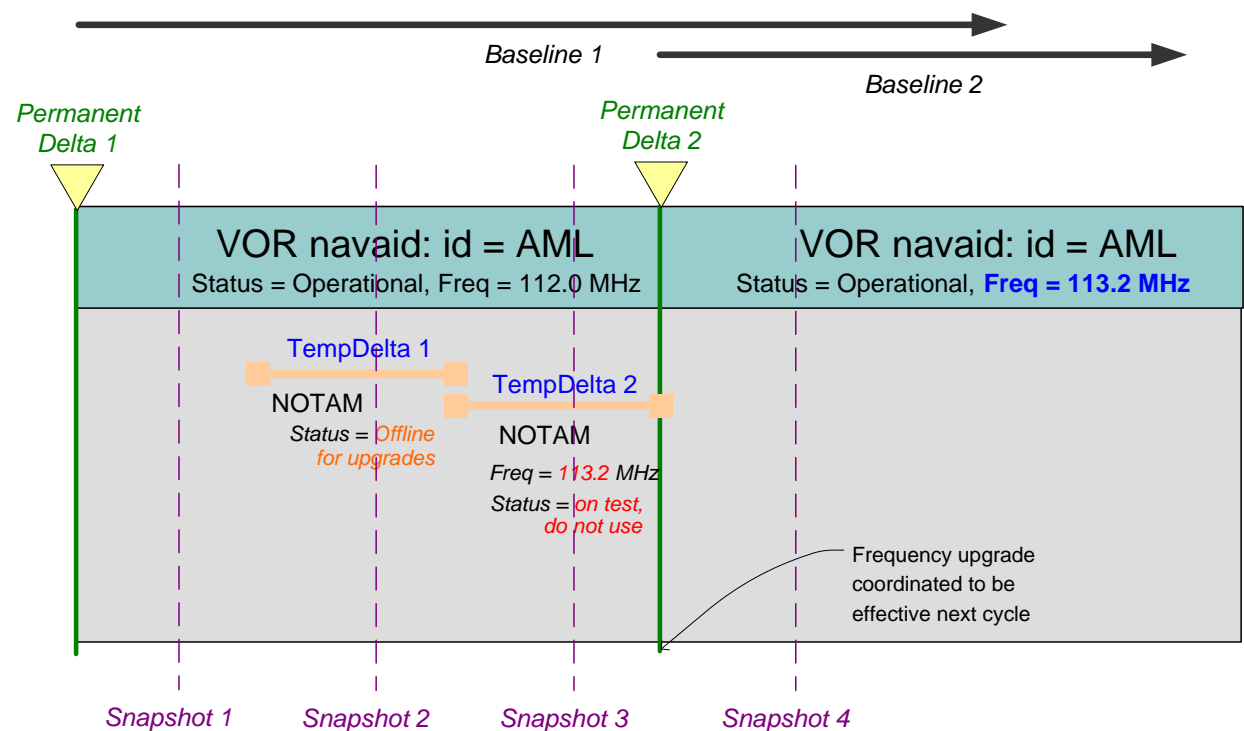 Baseline 1
Baseline 2
Permanent
Delta 1
Permanent
Delta 2
VOR navaid: id = AML
Status = Operational, Freq = 112.0 MHz
VOR navaid: id = AML
Status = Operational, Freq = 113.2 MHz
TempDelta 1
NOTAM
Status = Offline
for upgrades
TempDelta 2
NOTAM
Freq = 113.2 MHz
Status = on test,
do not use
Frequency upgrade
coordinated to be
effective next cycle
Snapshot 1
Snapshot 2
Snapshot 3
Snapshot 4